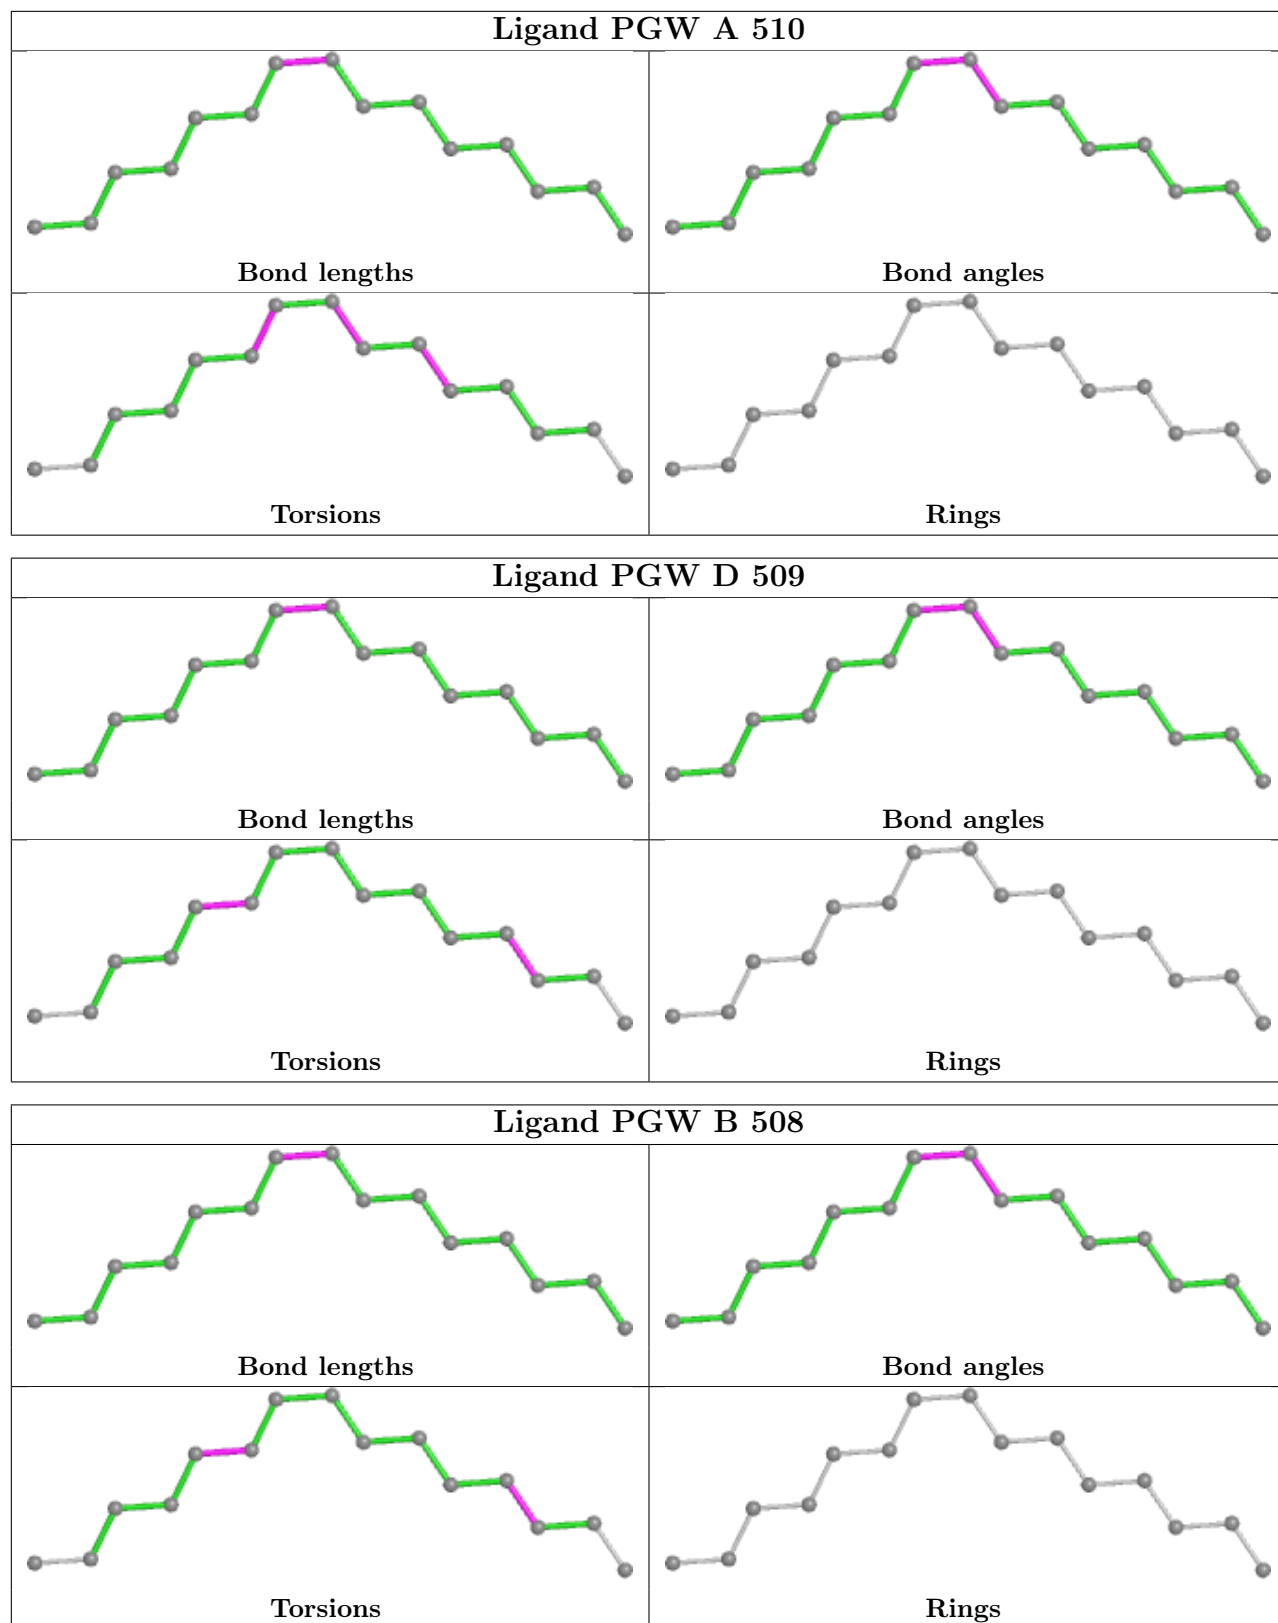 Ligand PGW A 510
Bond lengths
Bond angles
Torsions
Rings
Ligand PGW D 509
Bond lengths
Bond angles
Torsions
Rings
Ligand PGW B 508
Bond lengths
Bond angles
Torsions
Rings